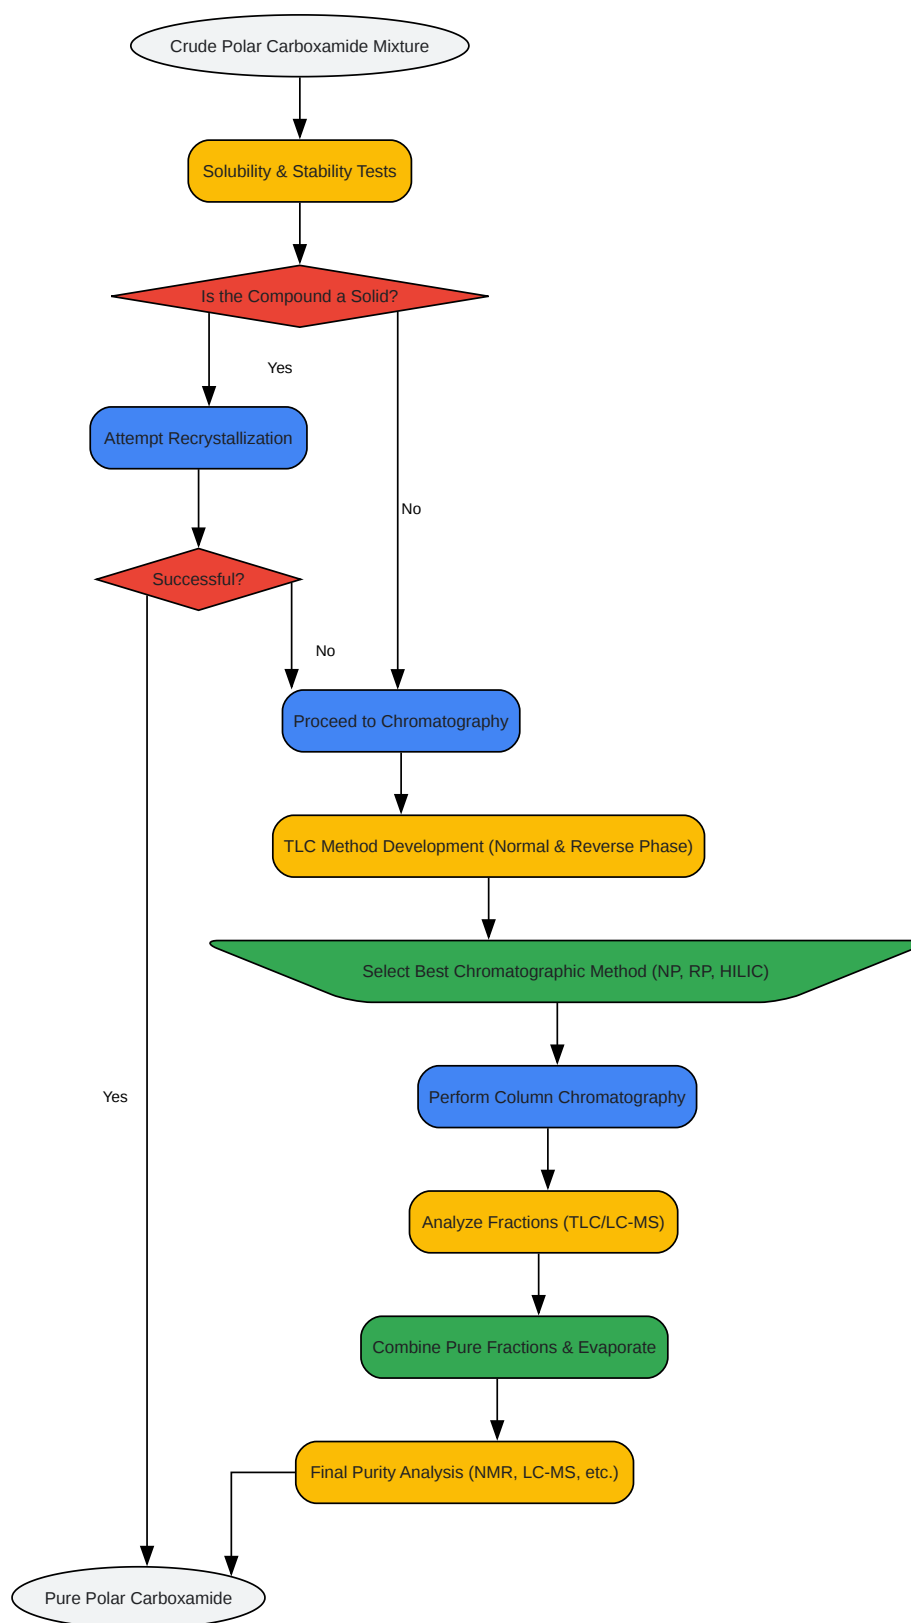 Crude Polar Carboxamide Mixture
Solubility & Stability Tests
Is the Compound a Solid?
Yes
Attempt Recrystallization
No
Successful?
No
Proceed to Chromatography
TLC Method Development (Normal & Reverse Phase)
Select Best Chromatographic Method (NP, RP, HILIC)
Perform Column Chromatography
Yes
Analyze Fractions (TLC/LC-MS)
Combine Pure Fractions & Evaporate
Final Purity Analysis (NMR, LC-MS, etc.)
Pure Polar Carboxamide